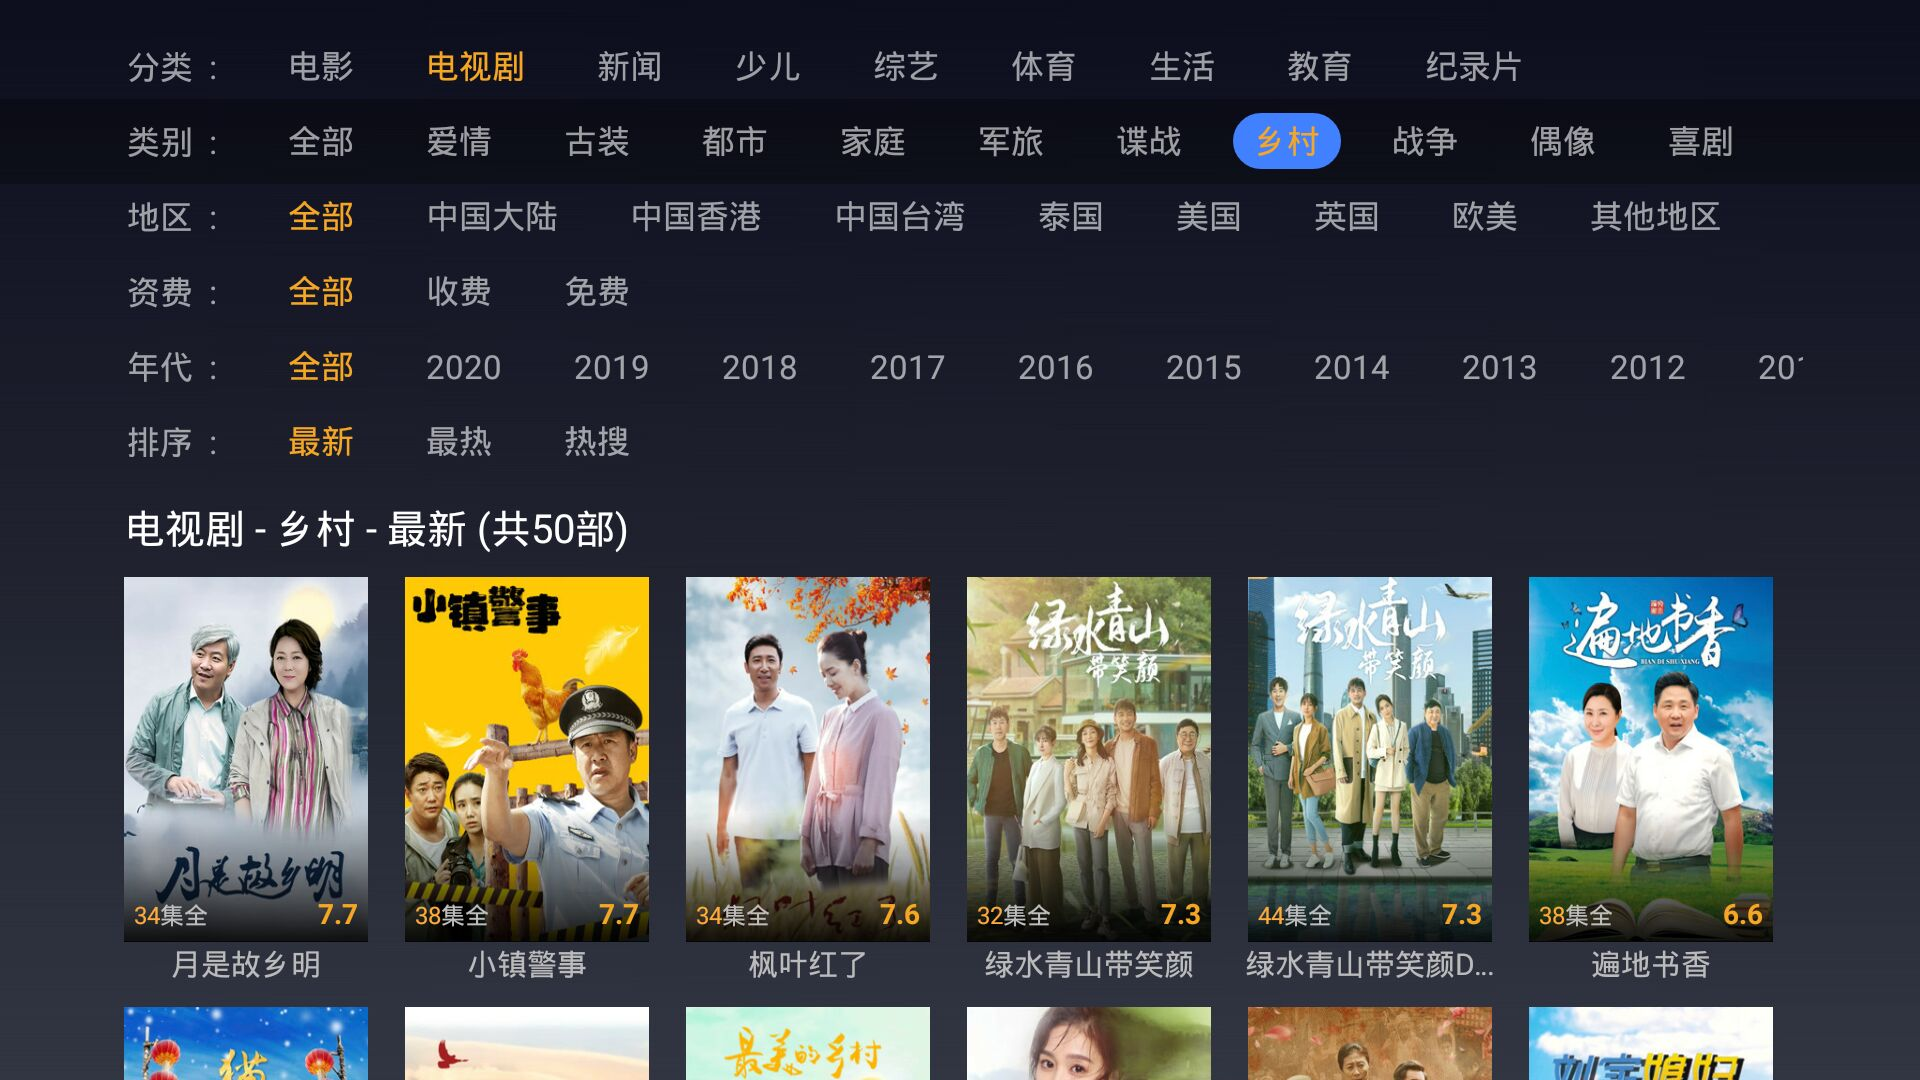 分类 : 电影 电视剧 新闻 少儿 综艺 体育 生活 教育 纪录片
类别 : 全部 爱情 古装 都市 家庭 军旅 谍战 乡村 战争 偶像 喜剧
地区 : 全部 中国大陆 中国香港 中国台湾 泰国 美国 英国 欧美 其他地区
资费 : 全部 收费 免费
年代 : 全部 2020 2019 2018 2017 2016 2015 2014 2013 2012
排序 : 最新 最热 热搜
电视剧 - 乡村 - 最新 (共50部)
月是故乡明
34集全 7.7
月是故乡明
小镇警事
38集全 7.7
小镇警事
枫叶红了
34集全 7.6
枫叶红了
绿水青山
带笑颜
32集全 7.3
绿水青山带笑颜
绿水青山
带笑颜
44集全 7.3
绿水青山带笑颜D...
遍地书香
BIAN DI SHU XIANG
38集全 6.6
遍地书香
最美的乡村